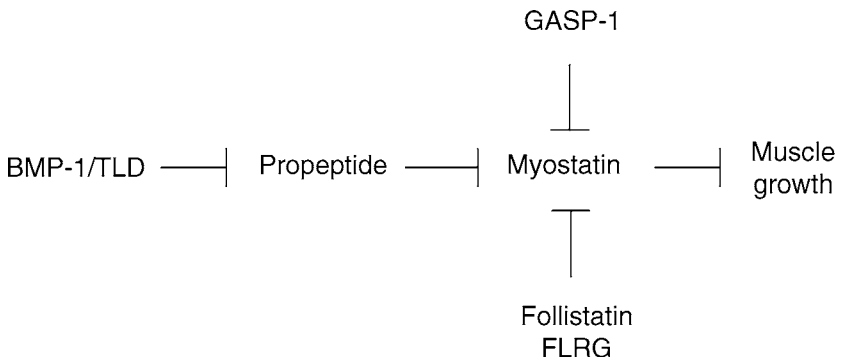 GASP-1
BMP-1/TLD
Propeptide
Myostatin
Muscle
growth
Follistatin
FLRG